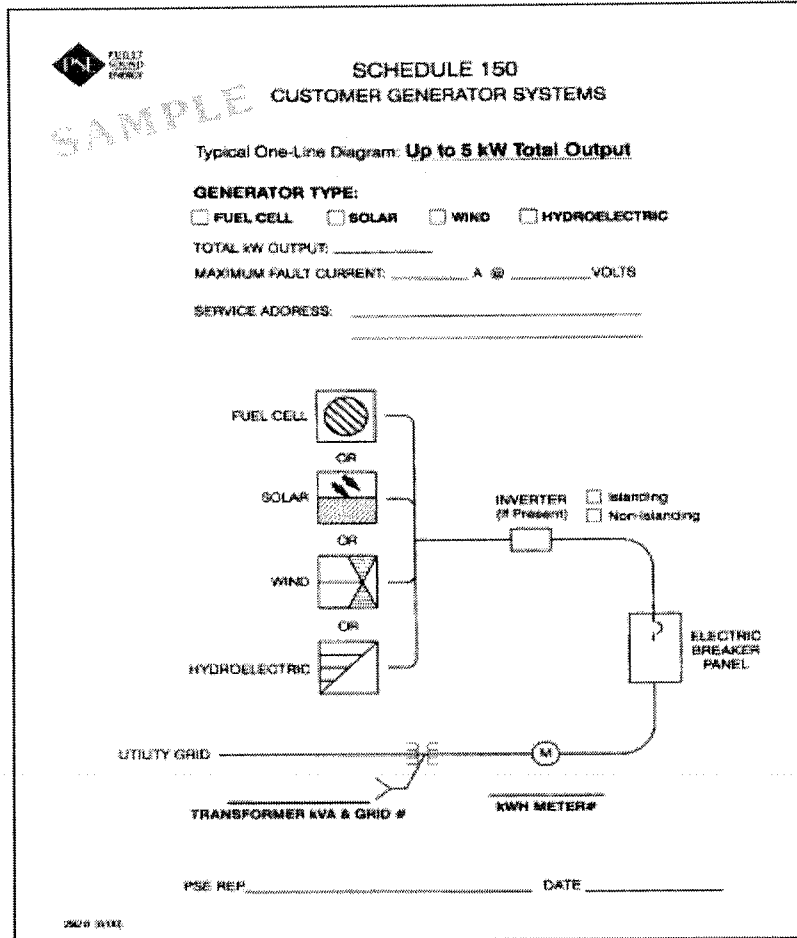 PSE PUGET
SOUND
ENERGY
SCHEDULE 150
CUSTOMER GENERATOR SYSTEMS
SAMPLE
Typical One-Line Diagram: Up to 5 kW Total Output
GENERATOR TYPE:
FUEL CELL SOLAR WIND HYDROELECTRIC
TOTAL kW OUTPUT:
MAXIMUM FAULT CURRENT: A @ VOLTS
SERVICE ADDRESS:
FUEL CELL
OR
SOLAR
OR
WIND
OR
HYDROELECTRIC
INVERTER
(If Present)
Islanding
Non-Islanding
ELECTRIC
BREAKER
PANEL
UTILITY GRID
M
TRANSFORMER kVA & GRID #
KWH METER#
PSE REP DATE